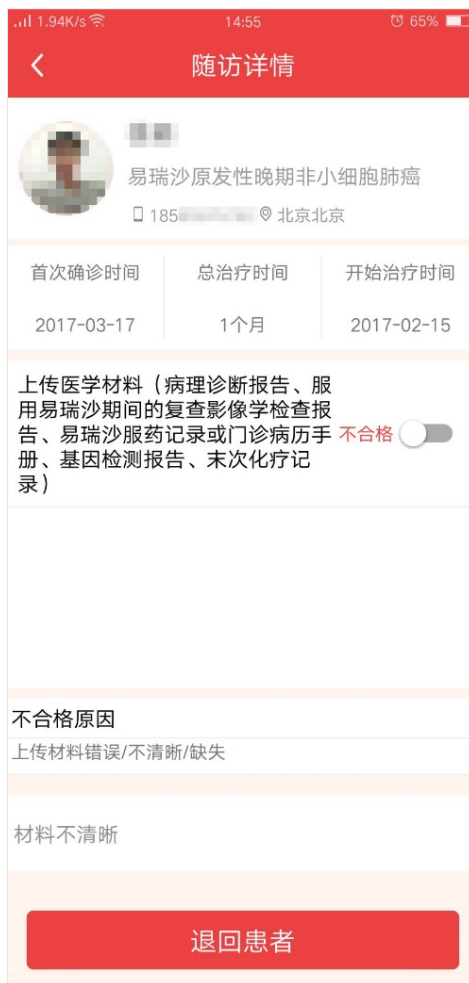 1.94K/s
14:55
65%
随访详情
易瑞沙原发性晚期非小细胞肺癌
185
北京北京
首次确诊时间
总治疗时间
开始治疗时间
2017-03-17
1个月
2017-02-15
上传医学材料（病理诊断报告、服
用易瑞沙期间的复查影像学检查报
告、易瑞沙服药记录或门诊病历手
册、基因检测报告、末次化疗记
录）
不合格
不合格原因
上传材料错误/不清晰/缺失
材料不清晰
退回患者